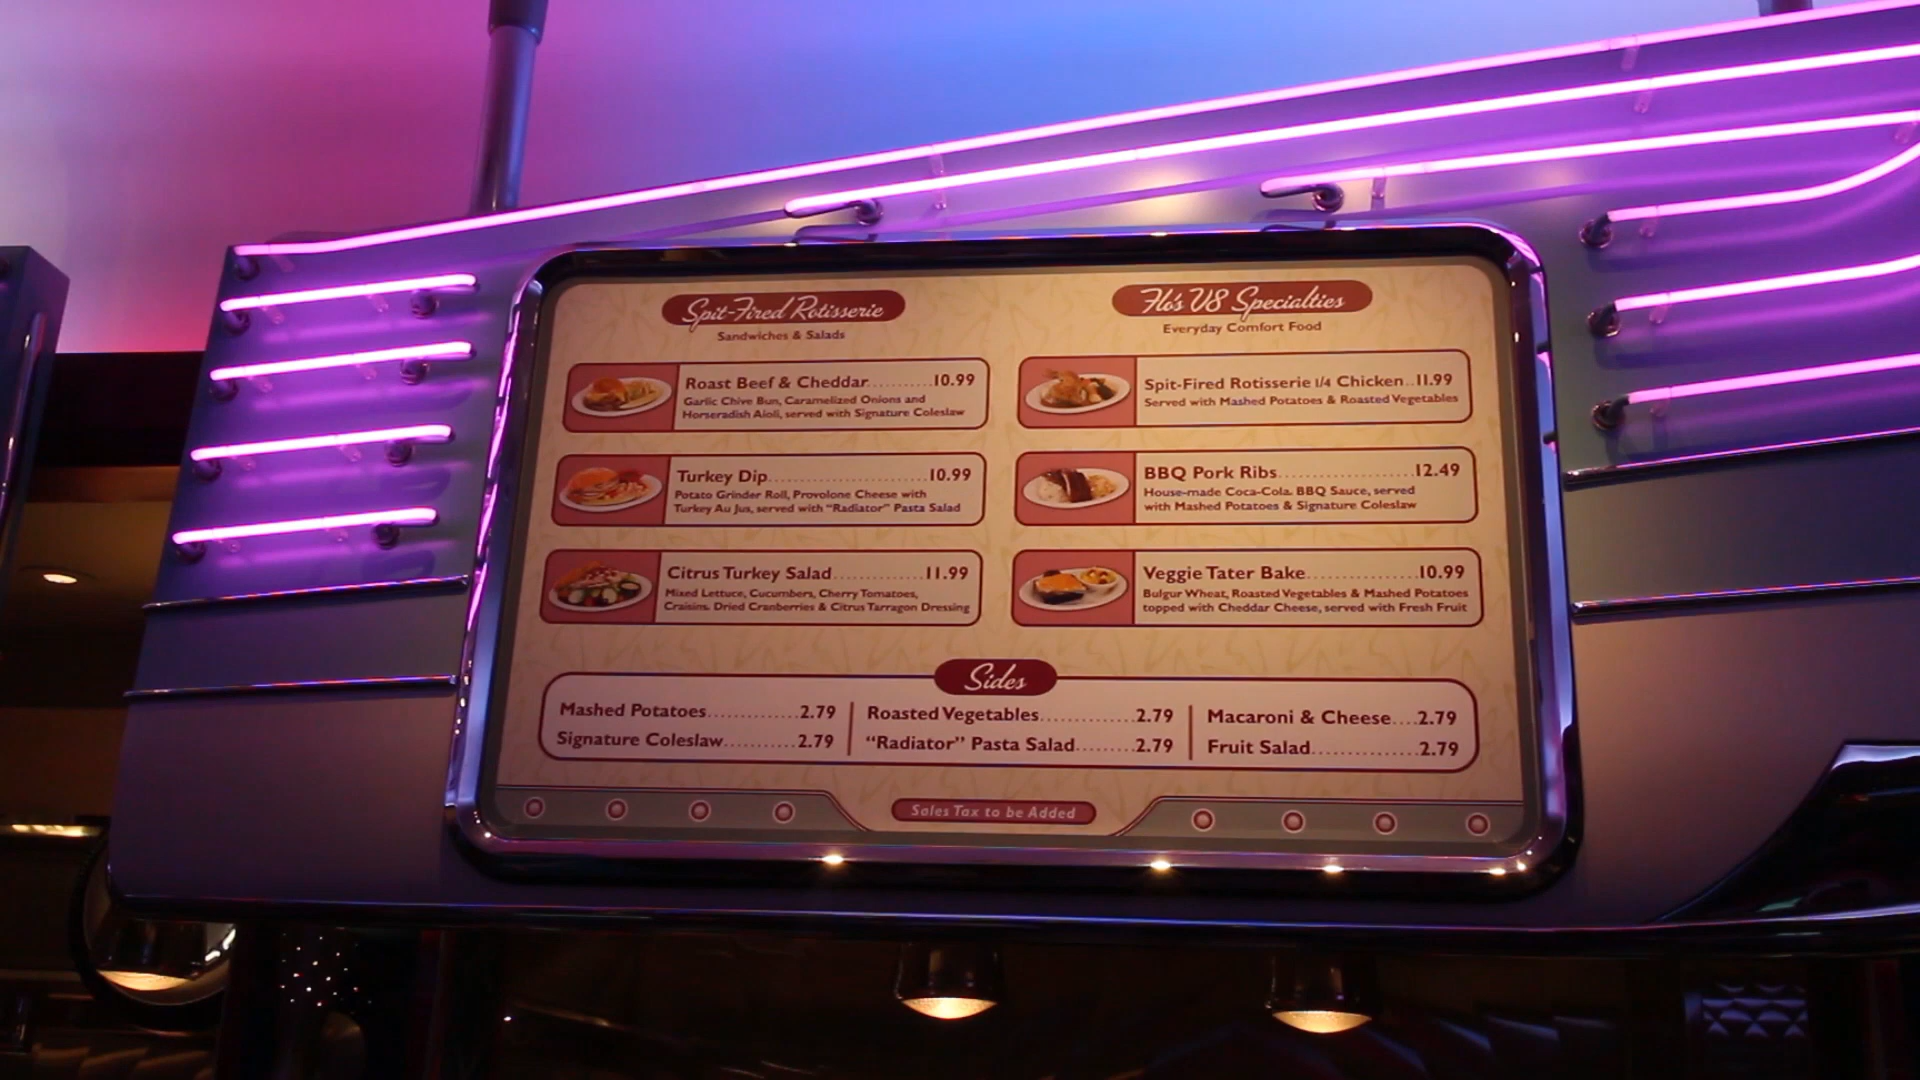 Spit-Fired Rotisserie
Sandwiches & Salads
Roast Beef & Cheddar..........10.99
Garlic Chive Bun, Caramelized Onions and
Horseradish Aioli, served with Signature Coleslaw
Turkey Dip...........................10.99
Potato Grinder Roll, Provolone Cheese with
Turkey Au Jus, served with “Radiator” Pasta Salad
Citrus Turkey Salad...............11.99
Mixed Lettuce, Cucumbers, Cherry Tomatoes,
Craisins. Dried Cranberries & Citrus Tarragon Dressing
Flo's V8 Specialties
Everyday Comfort Food
Spit-Fired Rotisserie 1/4 Chicken..11.99
Served with Mashed Potatoes & Roasted Vegetables
BBQ Pork Ribs.......................12.49
House-made Coca-Cola. BBQ Sauce, served
with Mashed Potatoes & Signature Coleslaw
Veggie Tater Bake..................10.99
Bulgur Wheat, Roasted Vegetables & Mashed Potatoes
topped with Cheddar Cheese, served with Fresh Fruit
Sides
Mashed Potatoes...............2.79
Signature Coleslaw............2.79
Roasted Vegetables...............2.79
“Radiator” Pasta Salad..........2.79
Macaroni & Cheese....2.79
Fruit Salad..................2.79
Sales Tax to be Added